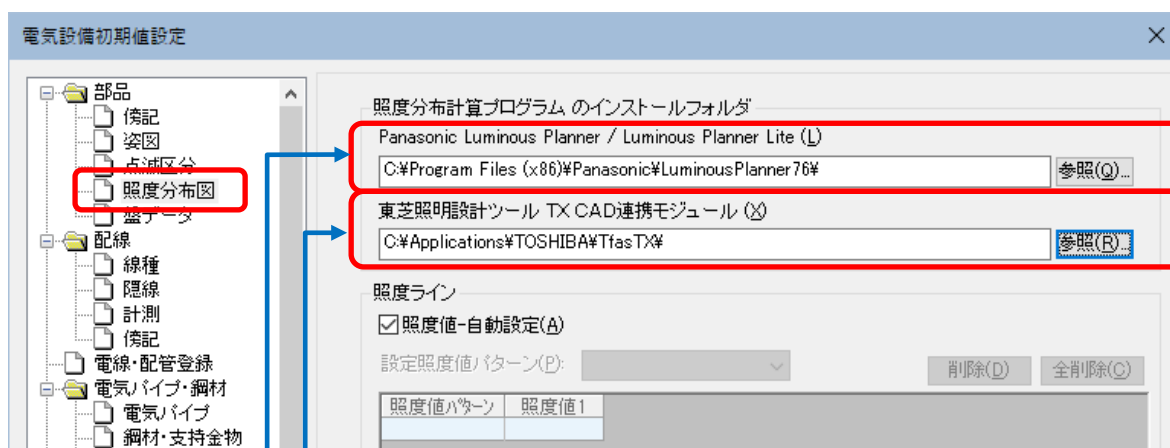 電気設備初期値設定
部品
傍記
姿図
点滅区分
照度分布図
盤データ
配線
線種
隠線
計測
傍記
電線・配管登録
電気パイプ・鋼材
電気パイプ
鋼材・支持金物
照度分布計算プログラム のインストールフォルダ
Panasonic Luminous Planner / Luminous Planner Lite (L)
C:¥Program Files (x86)¥Panasonic¥LuminousPlanner76¥
参照(Q)...
東芝照明設計ツール TX CAD連携モジュール (X)
C:¥Applications¥TOSHIBA¥TfasTX¥
参照(R)...
照度ライン
照度値-自動設定(A)
設定照度値パターン(P):
削除(D)
全削除(C)
照度値パターン 照度値1